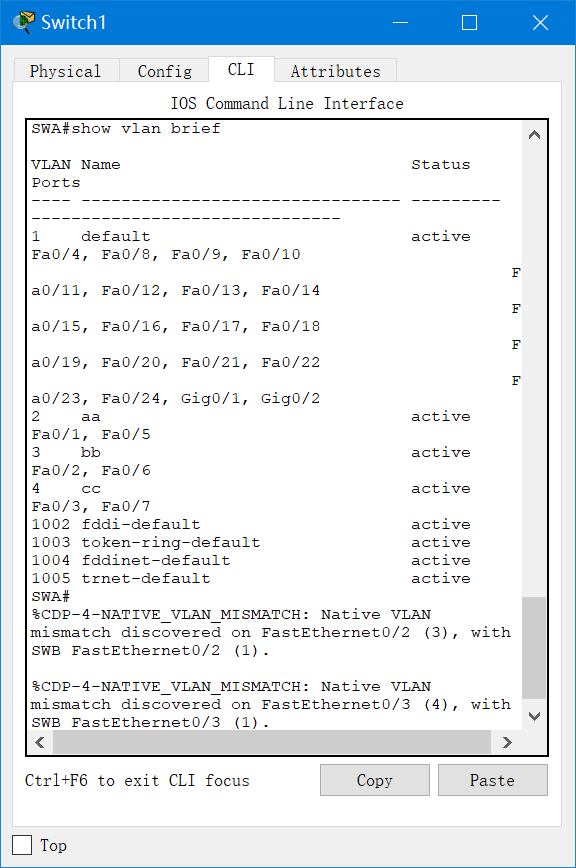 Switch1
Physical Config CLI Attributes
IOS Command Line Interface
SWA#show vlan brief
VLAN Name                             Status
Ports
---- -------------------------------- ---------
-------------------------------
1    default                          active
Fa0/4, Fa0/8, Fa0/9, Fa0/10
                                                F
a0/11, Fa0/12, Fa0/13, Fa0/14
                                                F
a0/15, Fa0/16, Fa0/17, Fa0/18
                                                F
a0/19, Fa0/20, Fa0/21, Fa0/22
                                                F
a0/23, Fa0/24, Gig0/1, Gig0/2
2    aa                               active
Fa0/1, Fa0/5
3    bb                               active
Fa0/2, Fa0/6
4    cc                               active
Fa0/3, Fa0/7
1002 fddi-default                     active
1003 token-ring-default               active
1004 fddinet-default                  active
1005 trnet-default                    active
SWA#
%CDP-4-NATIVE_VLAN_MISMATCH: Native VLAN
mismatch discovered on FastEthernet0/2 (3), with
SWB FastEthernet0/2 (1).
%CDP-4-NATIVE_VLAN_MISMATCH: Native VLAN
mismatch discovered on FastEthernet0/3 (4), with
SWB FastEthernet0/3 (1).
Ctrl+F6 to exit CLI focus
Copy
Paste
Top